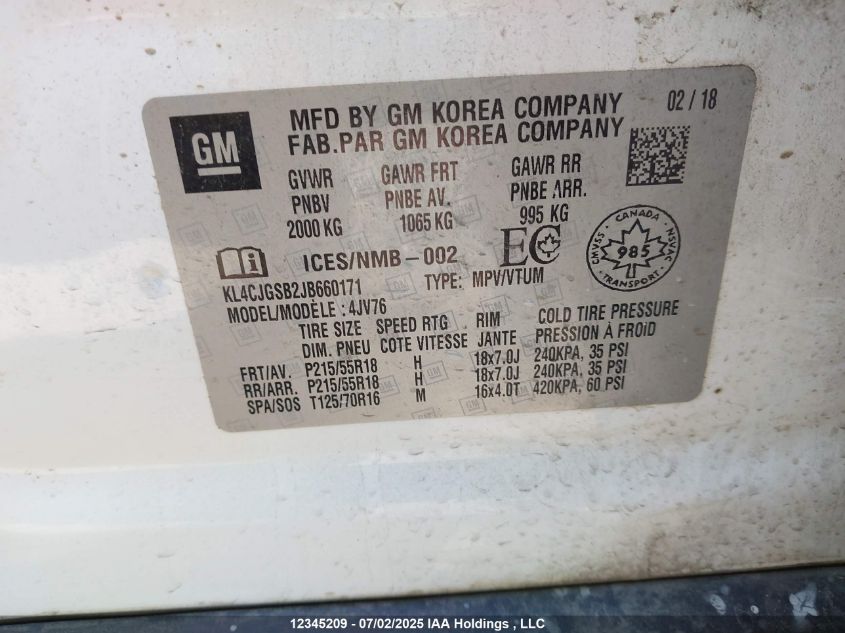 GM
MFD BY GM KOREA COMPANY 02 / 18
FAB.PAR GM KOREA COMPANY
GVWR GAWR FRT GAWR RR
PNBV PNBE AV. PNBE ARR.
2000 KG 1065 KG 995 KG
ICES/NMB-002 EC
CANADA CMVSS NSVAC 985 TRANSPORT
KL4CJGSB2JB660171 TYPE: MPV/VTUM
MODEL/MODÈLE : 4JV76
TIRE SIZE SPEED RTG RIM COLD TIRE PRESSURE
DIM. PNEU COTE VITESSE JANTE PRESSION À FROID
FRT/AV. P215/55R18 H 18x7.0J 240KPA, 35 PSI
RR/ARR. P215/55R18 H 18x7.0J 240KPA, 35 PSI
SPA/SOS T125/70R16 M 16x4.0T 420KPA, 60 PSI
12345209 - 07/02/2025 IAA Holdings , LLC